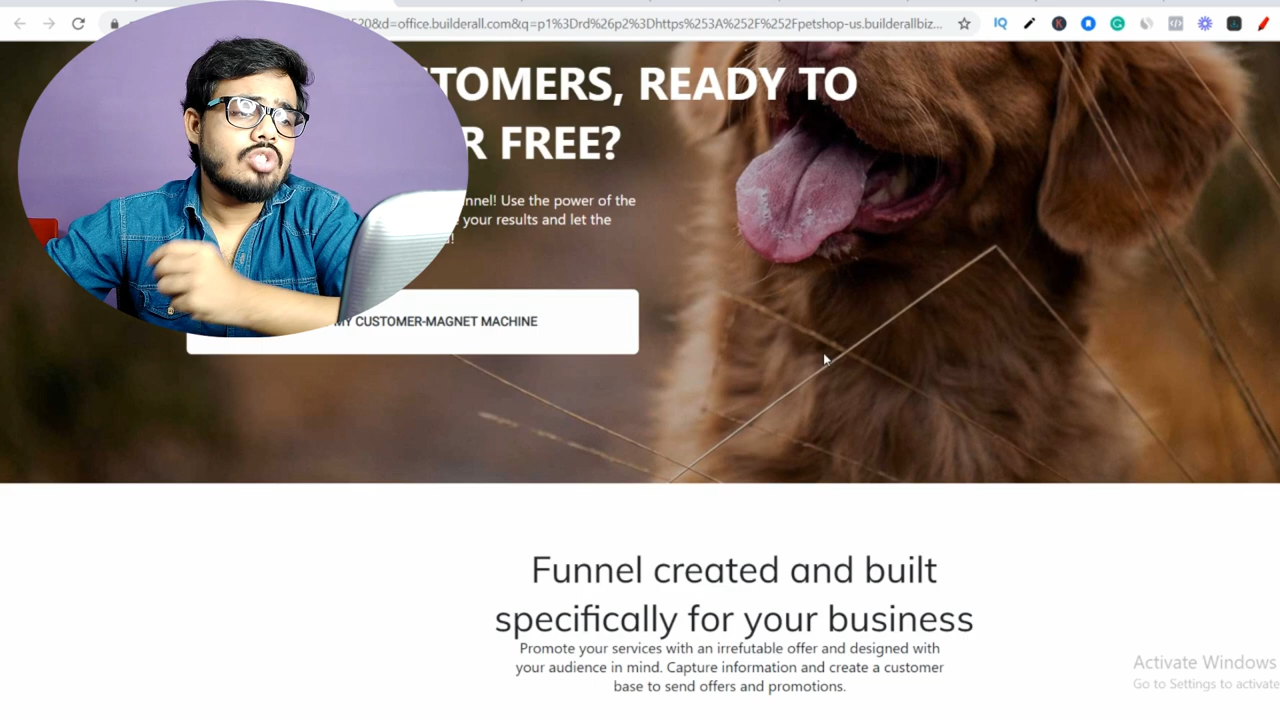 20&d=office.builderall.com&q=p1%3Drd%26p2%3Dhttps%253A%252F%252Fpetshop-us.builderallbiz...
IQ
TOMERS, READY TO
R FREE?
nnel! Use the power of the
your results and let the
MY CUSTOMER-MAGNET MACHINE
Funnel created and built
specifically for your business
Promote your services with an irrefutable offer and designed with
your audience in mind. Capture information and create a customer
base to send offers and promotions.
Activate Windows
Go to Settings to activate